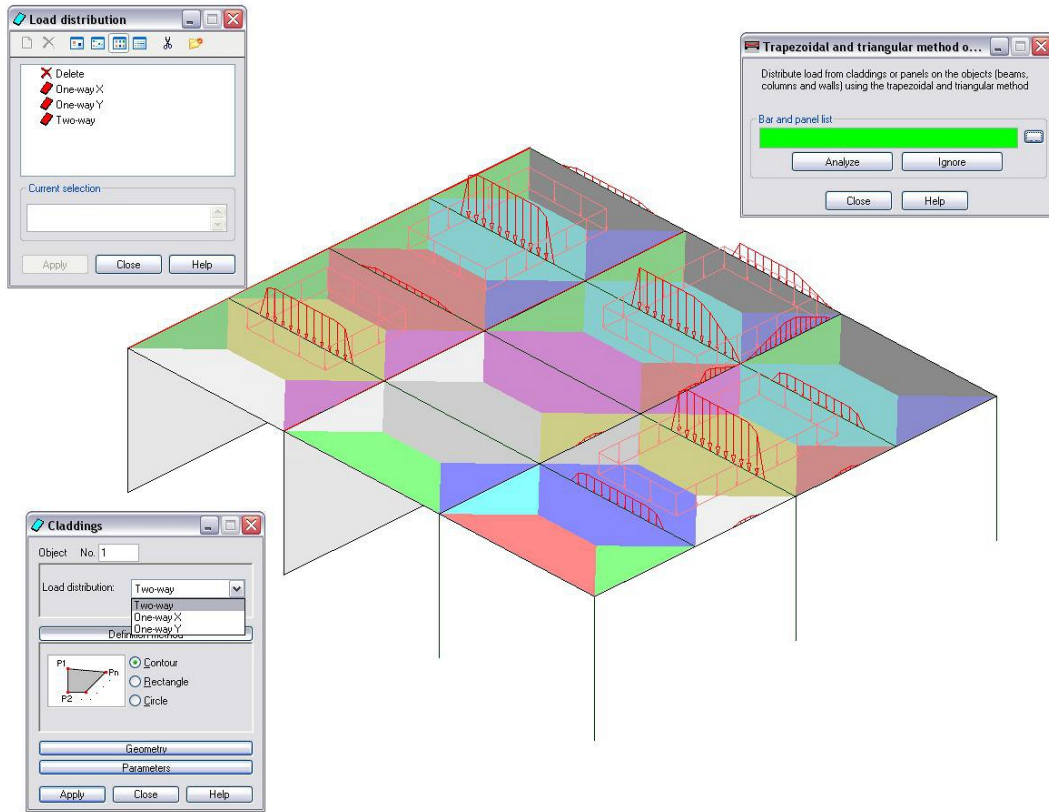 Load distribution
Delete
One-way X
One-way Y
Two-way
Current selection
Apply
Close
Help
Trapezoidal and triangular method o...
Distribute load from claddings or panels on the objects (beams,
columns and walls) using the trapezoidal and triangular method
Bar and panel list
...
Analyze
Ignore
Close
Help
Claddings
Object No. 1
Load distribution: Two-way
Two-way
One-way X
One-way Y
Definition method
P1
Pn
P2
Contour
Rectangle
Circle
Geometry
Parameters
Apply
Close
Help